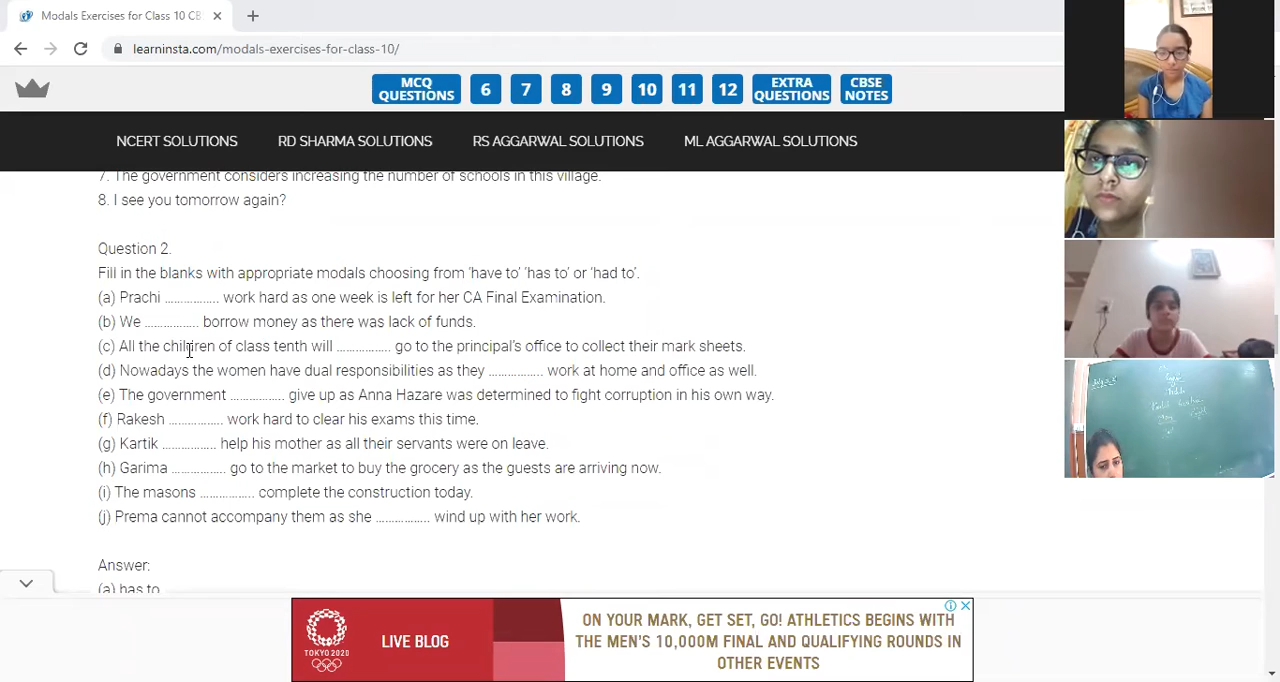 Modals Exercises for Class 10 CB
learninsta.com/modals-exercises-for-class-10/
MCQ QUESTIONS
6
7
8
9
10
11
12
EXTRA QUESTIONS
CBSE NOTES
NCERT SOLUTIONS
RD SHARMA SOLUTIONS
RS AGGARWAL SOLUTIONS
ML AGGARWAL SOLUTIONS
7. The government considers increasing the number of schools in this village.
8. I see you tomorrow again?
Question 2.
Fill in the blanks with appropriate modals choosing from 'have to' 'has to' or 'had to'.
(a) Prachi ................ work hard as one week is left for her CA Final Examination.
(b) We ................ borrow money as there was lack of funds.
(c) All the children of class tenth will ................ go to the principal's office to collect their mark sheets.
(d) Nowadays the women have dual responsibilities as they ................ work at home and office as well.
(e) The government ................ give up as Anna Hazare was determined to fight corruption in his own way.
(f) Rakesh ................ work hard to clear his exams this time.
(g) Kartik ................ help his mother as all their servants were on leave.
(h) Garima ................ go to the market to buy the grocery as the guests are arriving now.
(i) The masons ................ complete the construction today.
(j) Prema cannot accompany them as she ................ wind up with her work.
Answer:
(a) has to
TOKYO 2020
LIVE BLOG
ON YOUR MARK, GET SET, GO! ATHLETICS BEGINS WITH
THE MEN'S 10,000M FINAL AND QUALIFYING ROUNDS IN
OTHER EVENTS